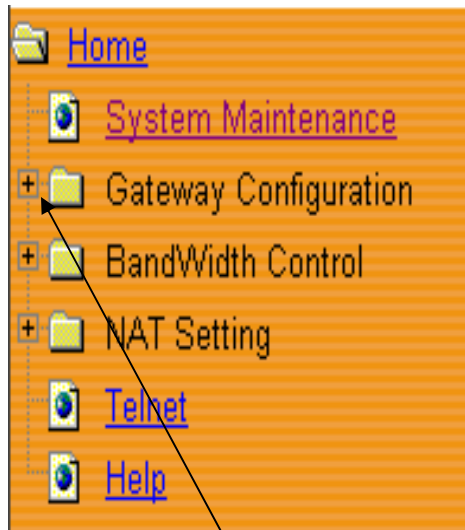 Home
System Maintenance
Gateway Configuration
BandWidth Control
NAT Setting
Telnet
Help